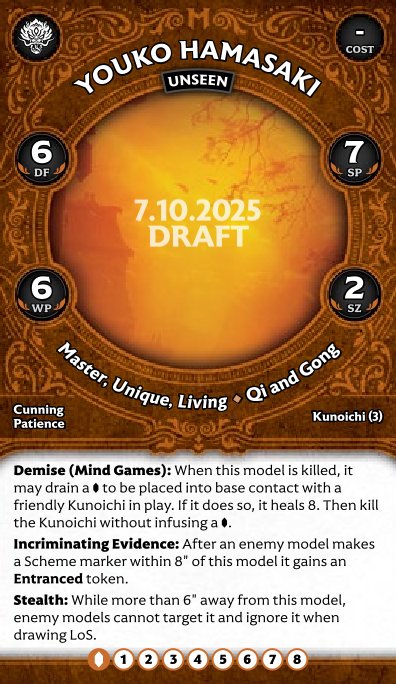 -
COST
YOUKO HAMASAKI
UNSEEN
6
DF
7
SP
7.10.2025
DRAFT
6
WP
2
SZ
Master, Unique, Living ♦ Qi and Gong
Cunning
Patience
Kunoichi (3)
Demise (Mind Games): When this model is killed, it
may drain a ⬮ to be placed into base contact with a
friendly Kunoichi in play. If it does so, it heals 8. Then kill
the Kunoichi without infusing a ⬮.
Incriminating Evidence: After an enemy model makes
a Scheme marker within 8" of this model it gains an
Entranced token.
Stealth: While more than 6" away from this model,
enemy models cannot target it and ignore it when
drawing LoS.
1 2 3 4 5 6 7 8